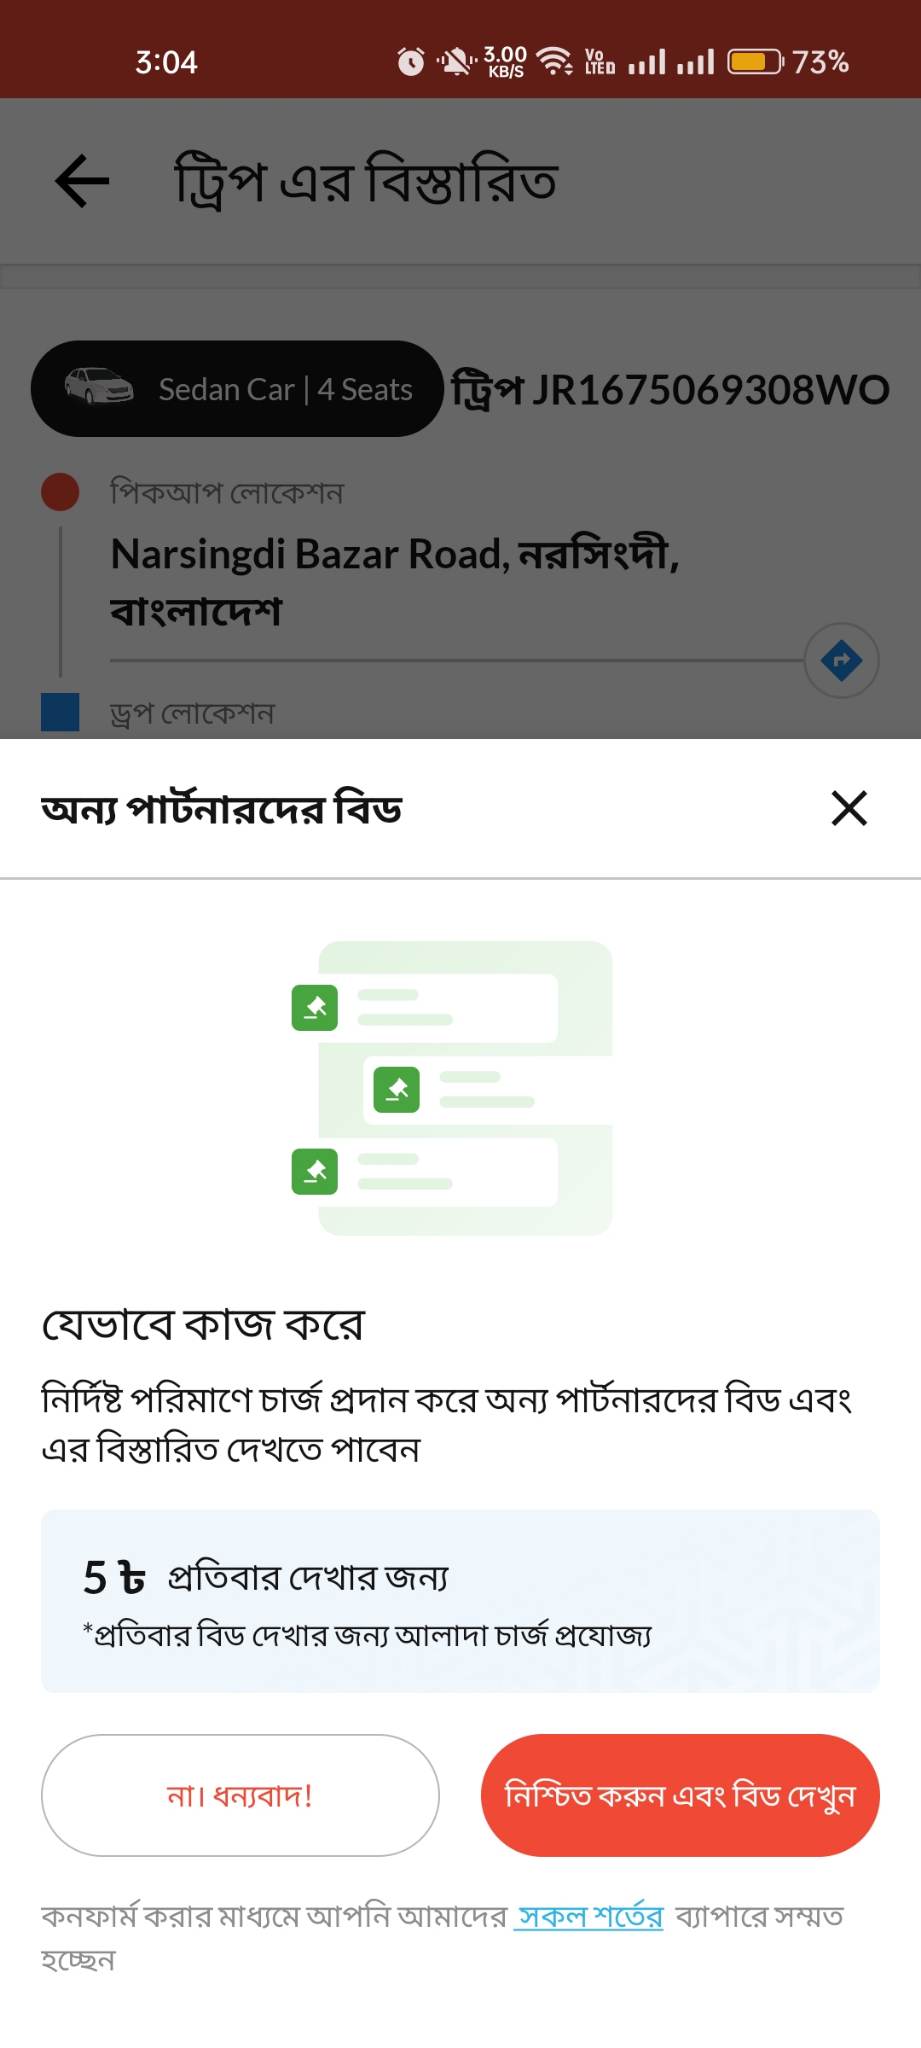 3:04
3.00 KB/S
Vo LTE
73%
ট্রিপ এর বিস্তারিত
Sedan Car | 4 Seats
ট্রিপ JR1675069308WO
পিকআপ লোকেশন
Narsingdi Bazar Road, নরসিংদী,
বাংলাদেশ
ড্রপ লোকেশন
অন্য পার্টনারদের বিড
যেভাবে কাজ করে
নির্দিষ্ট পরিমাণে চার্জ প্রদান করে অন্য পার্টনারদের বিড এবং
এর বিস্তারিত দেখতে পাবেন
5 ৳ প্রতিবার দেখার জন্য
*প্রতিবার বিড দেখার জন্য আলাদা চার্জ প্রযোজ্য
না। ধন্যবাদ!
নিশ্চিত করুন এবং বিড দেখুন
কনফার্ম করার মাধ্যমে আপনি আমাদের সকল শর্তের ব্যাপারে সম্মত
হচ্ছেন